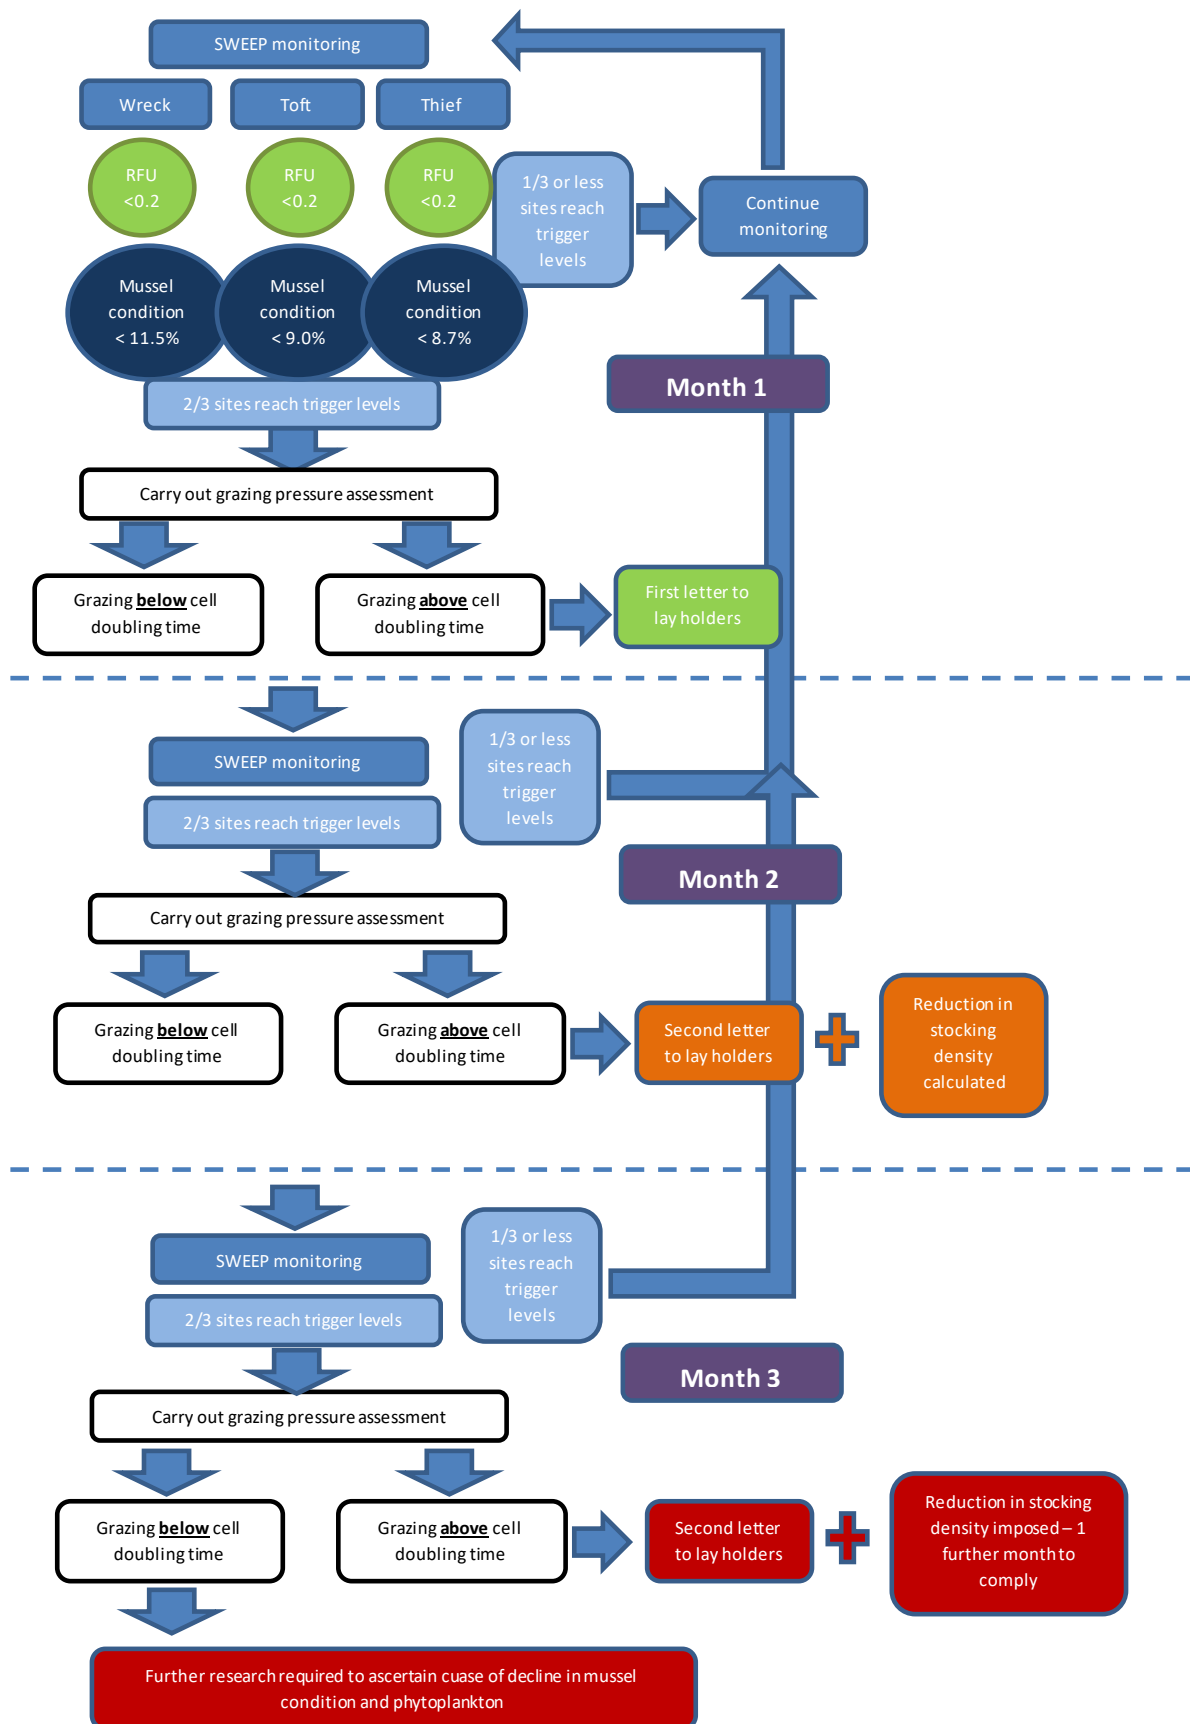 SWEEP monitoring
Wreck
Toft
Thief
RFU
<0.2
RFU
<0.2
RFU
<0.2
1/3 or less
sites reach
trigger
levels
Continue
monitoring
Mussel
condition
< 11.5%
Mussel
condition
< 9.0%
Mussel
condition
< 8.7%
Month 1
2/3 sites reach trigger levels
Carry out grazing pressure assessment
Grazing below cell
doubling time
Grazing above cell
doubling time
First letter to
lay holders
SWEEP monitoring
1/3 or less
sites reach
trigger
levels
2/3 sites reach trigger levels
Month 2
Carry out grazing pressure assessment
Grazing below cell
doubling time
Grazing above cell
doubling time
Second letter
to lay holders
Reduction in
stocking
density
calculated
SWEEP monitoring
1/3 or less
sites reach
trigger
levels
2/3 sites reach trigger levels
Month 3
Carry out grazing pressure assessment
Grazing below cell
doubling time
Grazing above cell
doubling time
Second letter
to lay holders
Reduction in stocking
density imposed – 1
further month to
comply
Further research required to ascertain cuase of decline in mussel
condition and phytoplankton